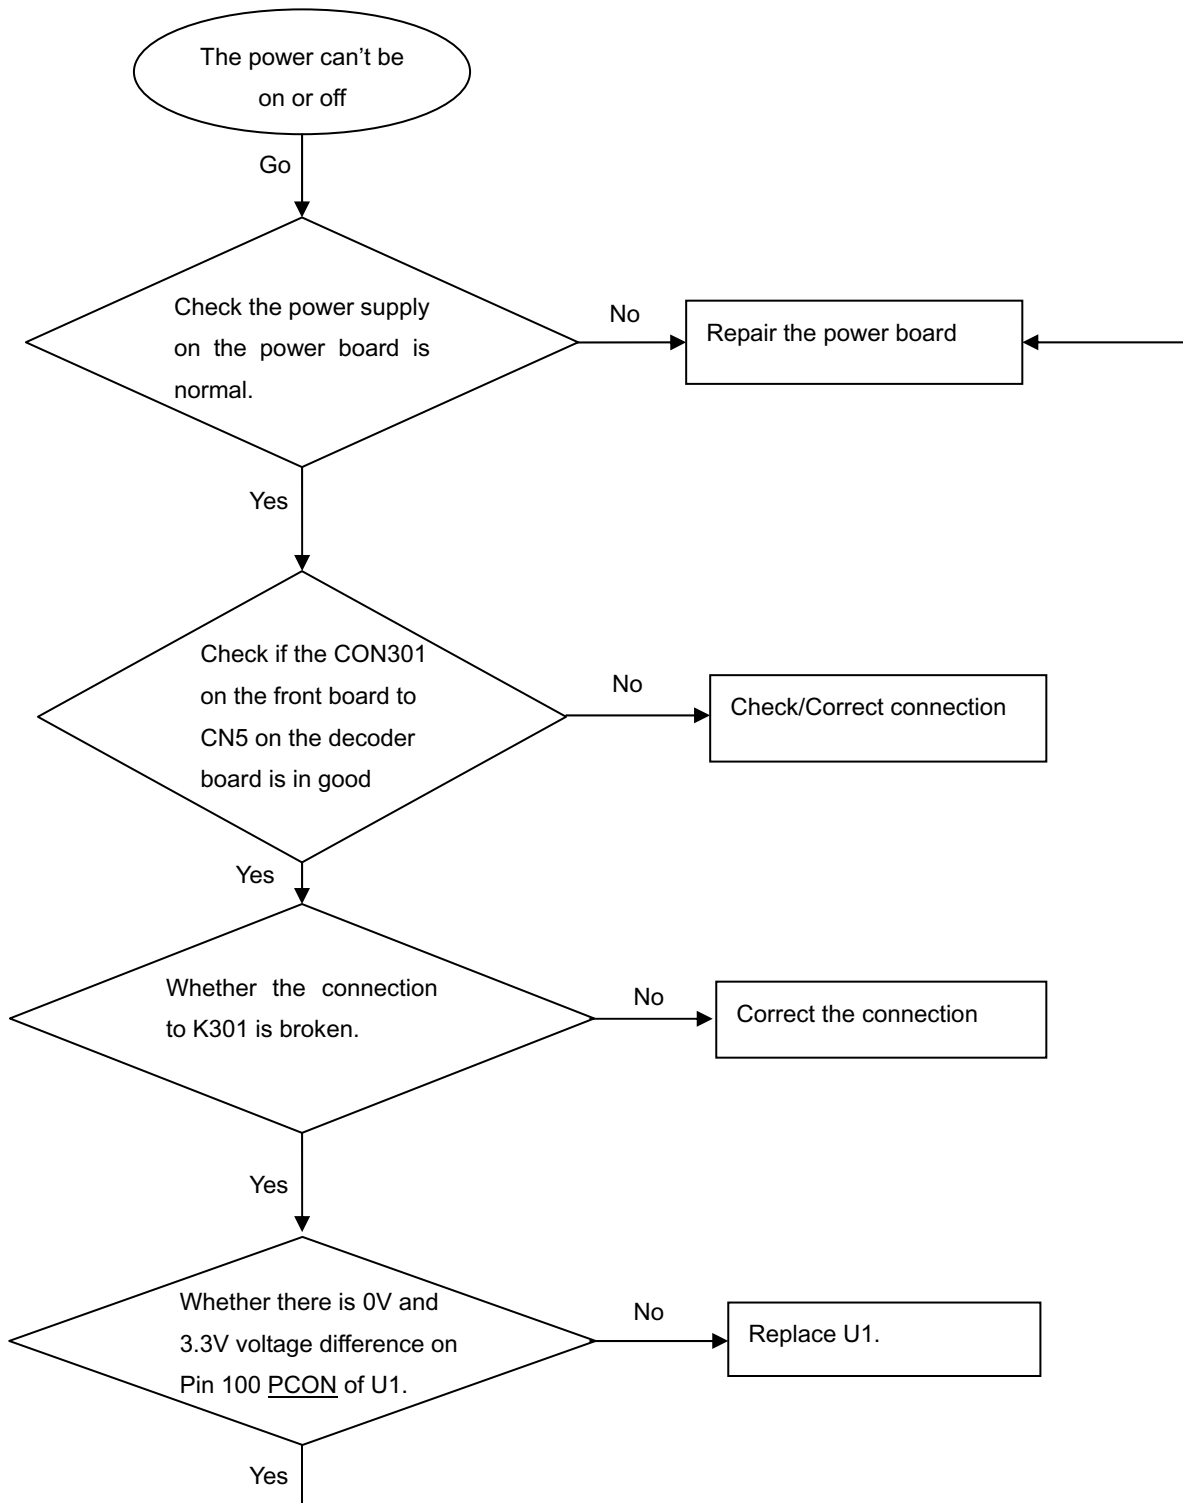 The power can’t be
on or off
Go
Check the power supply
on the power board is
normal.
No
Repair the power board
Yes
Check if the CON301
on the front board to
CN5 on the decoder
board is in good
No
Check/Correct connection
Yes
Whether the connection
to K301 is broken.
No
Correct the connection
Yes
Whether there is 0V and
3.3V voltage difference on
Pin 100 PCON of U1.
No
Replace U1.
Yes